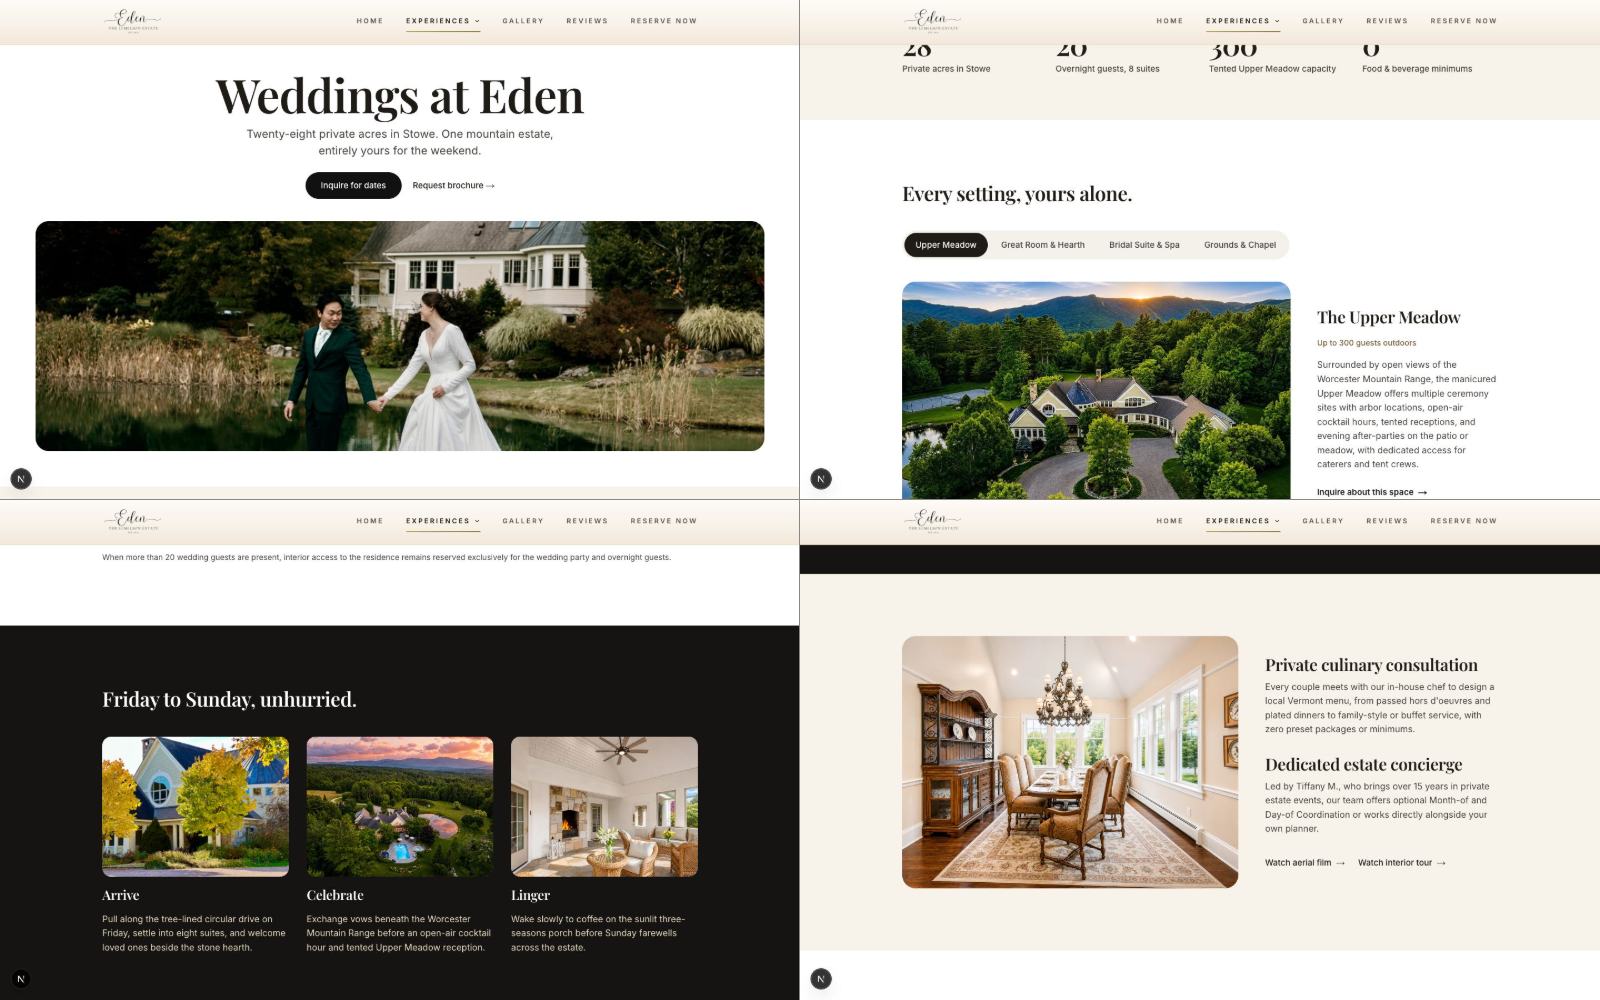 Eden
HOME EXPERIENCES GALLERY REVIEWS RESERVE NOW
Weddings at Eden
Twenty-eight private acres in Stowe. One mountain estate,
entirely yours for the weekend.
Inquire for dates Request brochure →
N
Eden
HOME EXPERIENCES GALLERY REVIEWS RESERVE NOW
28 20 300 0
Private acres in Stowe Overnight guests, 8 suites Tented Upper Meadow capacity Food & beverage minimums
Every setting, yours alone.
Upper Meadow Great Room & Hearth Bridal Suite & Spa Grounds & Chapel
The Upper Meadow
Up to 300 guests outdoors
Surrounded by open views of the
Worcester Mountain Range, the manicured
Upper Meadow offers multiple ceremony
sites with arbor locations, open-air
cocktail hours, tented receptions, and
evening after-parties on the patio or
meadow, with dedicated access for
caterers and tent crews.
Inquire about this space →
N
Eden
HOME EXPERIENCES GALLERY REVIEWS RESERVE NOW
When more than 20 wedding guests are present, interior access to the residence remains reserved exclusively for the wedding party and overnight guests.
Friday to Sunday, unhurried.
Arrive
Pull along the tree-lined circular drive on
Friday, settle into eight suites, and welcome
loved ones beside the stone hearth.
Celebrate
Exchange vows beneath the Worcester
Mountain Range before an open-air cocktail
hour and tented Upper Meadow reception.
Linger
Wake slowly to coffee on the sunlit three-
seasons porch before Sunday farewells
across the estate.
N
Eden
HOME EXPERIENCES GALLERY REVIEWS RESERVE NOW
Private culinary consultation
Every couple meets with our in-house chef to design a
local Vermont menu, from passed hors d'oeuvres and
plated dinners to family-style or buffet service, with
zero preset packages or minimums.
Dedicated estate concierge
Led by Tiffany M., who brings over 15 years in private
estate events, our team offers optional Month-of and
Day-of Coordination or works directly alongside your
own planner.
Watch aerial film → Watch interior tour →
N